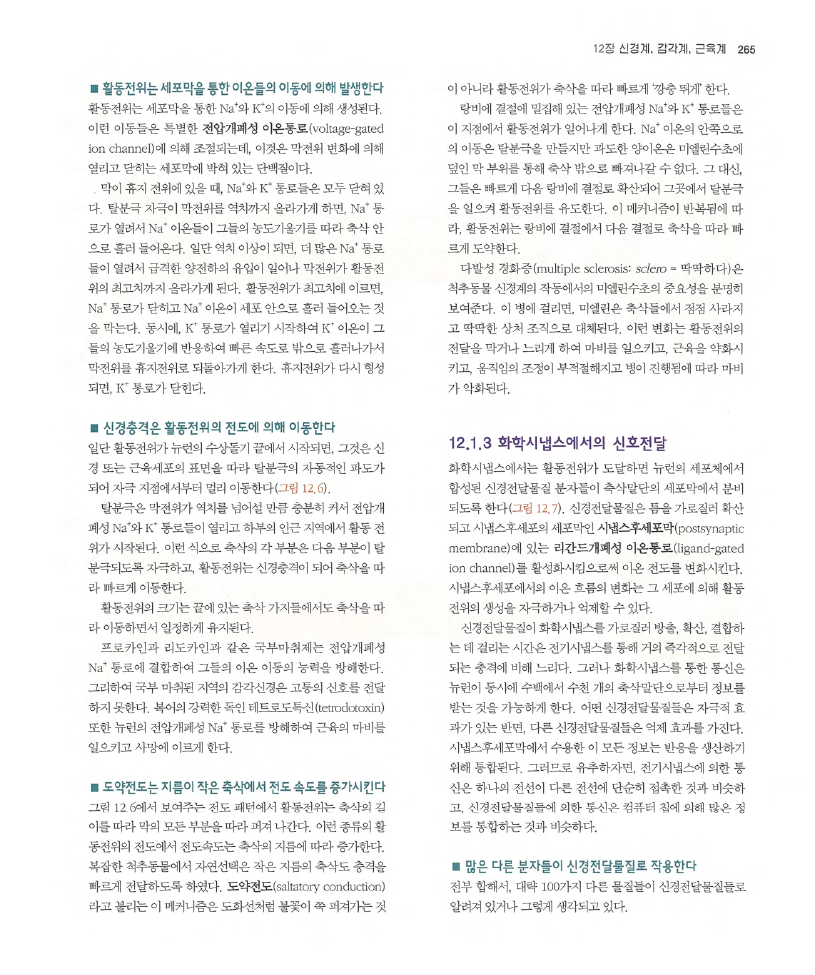 12장 신경계, 감각계, 근육계 265
■ 활동전위는 세포막을 통한 이온들의 이동에 의해 발생한다
활동전위는 세포막을 통한 Na⁺와 K⁺의 이동에 의해 생성된다.
이런 이동들은 특별한 전압개폐성 이온통로(voltage-gated
ion channel)에 의해 조절되는데, 이것은 막전위 변화에 의해
열리고 닫히는 세포막에 박혀 있는 단백질이다.
막이 휴지 전위에 있을 때, Na⁺와 K⁺ 통로들은 모두 닫혀있
다. 탈분극 자극이 막전위를 역치까지 올라가게 하면, Na⁺ 통
로가 열려서 Na⁺ 이온들이 그들의 농도기울기를 따라 축삭 안
으로 흘러 들어온다. 일단 역치 이상이 되면, 더 많은 Na⁺ 통로
들이 열려서 급격한 양전하의 유입이 일어나 막전위가 활동전
위의 최고치까지 올라가게 된다. 활동전위가 최고치에 이르면,
Na⁺ 통로가 닫히고 Na⁺ 이온이 세포 안으로 흘러 들어오는 것
을 막는다. 동시에, K⁺ 통로가 열리기 시작하여 K⁺ 이온이 그
들의 농도기울기에 반응하여 빠른 속도로 밖으로 흘러나가서
막전위를 휴지전위로 되돌아가게 한다. 휴지전위가 다시 형성
되면, K⁺ 통로가 닫힌다.
■ 신경충격은 활동전위의 전도에 의해 이동한다
일단 활동전위가 뉴런의 수상돌기 끝에서 시작되면, 그것은 신
경 또는 근육세포의 표면을 따라 탈분극의 자동적인 파도가
되어 자극 지점에서부터 멀리 이동한다(그림 12.6).
탈분극은 막전위가 역치를 넘어설 만큼 충분히 커서 전압개
폐성 Na⁺와 K⁺ 통로들이 열리고 하부의 인근 지역에서 활동 전
위가 시작된다. 이런 식으로 축삭의 각 부분은 다음 부분이 탈
분극되도록 자극하고, 활동전위는 신경충격이 되어 축삭을 따
라 빠르게 이동한다.
활동전위의 크기는 끝에 있는 축삭 가지들에서도 축삭을 따
라 이동하면서 일정하게 유지된다.
프로카인과 리도카인과 같은 국부마취제는 전압개폐성
Na⁺ 통로에 결합하여 그들의 이온 이동의 능력을 방해한다.
그리하여 국부 마취된 지역의 감각신경은 고통의 신호를 전달
하지 못한다. 복어의 강력한 독인 테트로도톡신(tetrodotoxin)
또한 뉴런의 전압개폐성 Na⁺ 통로를 방해하여 근육의 마비를
일으키고 사망에 이르게 한다.
■ 도약전도는 지름이 작은 축삭에서 전도 속도를 증가시킨다
그림 12.6에서 보여주는 전도 패턴에서 활동전위는 축삭의 길
이를 따라 막의 모든 부분을 따라 퍼져 나간다. 이런 종류의 활
동전위의 전도에서 전도속도는 축삭의 지름에 따라 증가한다.
복잡한 척추동물에서 자연선택은 작은 지름의 축삭도 충격을
빠르게 전달하도록 하였다. 도약전도(saltatory conduction)
라고 불리는 이 메커니즘은 도화선처럼 불꽃이 쭉 퍼져가는 것
이 아니라 활동전위가 축삭을 따라 빠르게 '깡충 뛰게' 한다.
랑비에 결절에 밀집해 있는 전압개폐성 Na⁺와 K⁺ 통로들은
이 지점에서 활동전위가 일어나게 한다. Na⁺ 이온의 안쪽으로
의 이동은 탈분극을 만들지만 과도한 양이온은 미엘린수초에
덮인 막 부위를 통해 축삭 밖으로 빠져나갈 수 없다. 그 대신,
그들은 빠르게 다음 랑비에 결절로 확산되어 그곳에서 탈분극
을 일으켜 활동전위를 유도한다. 이 메커니즘이 반복됨에 따
라, 활동전위는 랑비에 결절에서 다음 결절로 축삭을 따라 빠
르게 도약한다.
다발성 경화증(multiple sclerosis: sclero = 딱딱하다)은
척추동물 신경계의 작동에서의 미엘린수초의 중요성을 분명히
보여준다. 이 병에 걸리면, 미엘린은 축삭들에서 점점 사라지
고 딱딱한 상처 조직으로 대체된다. 이런 변화는 활동전위의
전달을 막거나 느리게 하여 마비를 일으키고, 근육을 약화시
키고, 움직임의 조정이 부적절해지고 병이 진행됨에 따라 마비
가 악화된다.
12.1.3 화학시냅스에서의 신호전달
화학시냅스에서는 활동전위가 도달하면 뉴런의 세포체에서
합성된 신경전달물질 분자들이 축삭말단의 세포막에서 분비
되도록 한다(그림 12.7). 신경전달물질은 틈을 가로질러 확산
되고 시냅스후세포의 세포막인 시냅스후세포막(postsynaptic
membrane)에 있는 리간드개폐성 이온통로(ligand-gated
ion channel)를 활성화시킴으로써 이온 전도를 변화시킨다.
시냅스후세포에서의 이온 흐름의 변화는 그 세포에 의해 활동
전위의 생성을 자극하거나 억제할 수 있다.
신경전달물질이 화학시냅스를 가로질러 방출, 확산, 결합하
는 데 걸리는 시간은 전기시냅스를 통해 거의 즉각적으로 전달
되는 충격에 비해 느리다. 그러나 화학시냅스를 통한 통신은
뉴런이 동시에 수백에서 수천 개의 축삭말단으로부터 정보를
받는 것을 가능하게 한다. 어떤 신경전달물질들은 자극적 효
과가 있는 반면, 다른 신경전달물질들은 억제 효과를 가진다.
시냅스후세포막에서 수용한 이 모든 정보는 반응을 생산하기
위해 통합된다. 그러므로 유추하자면, 전기시냅스에 의한 통
신은 하나의 전선이 다른 전선에 단순히 접촉한 것과 비슷하
고, 신경전달물질들에 의한 통신은 컴퓨터 칩에 의해 많은 정
보를 통합하는 것과 비슷하다.
■ 많은 다른 분자들이 신경전달물질로 작용한다
전부 합해서, 대략 100가지 다른 물질들이 신경전달물질들로
알려져 있거나 그렇게 생각되고 있다.